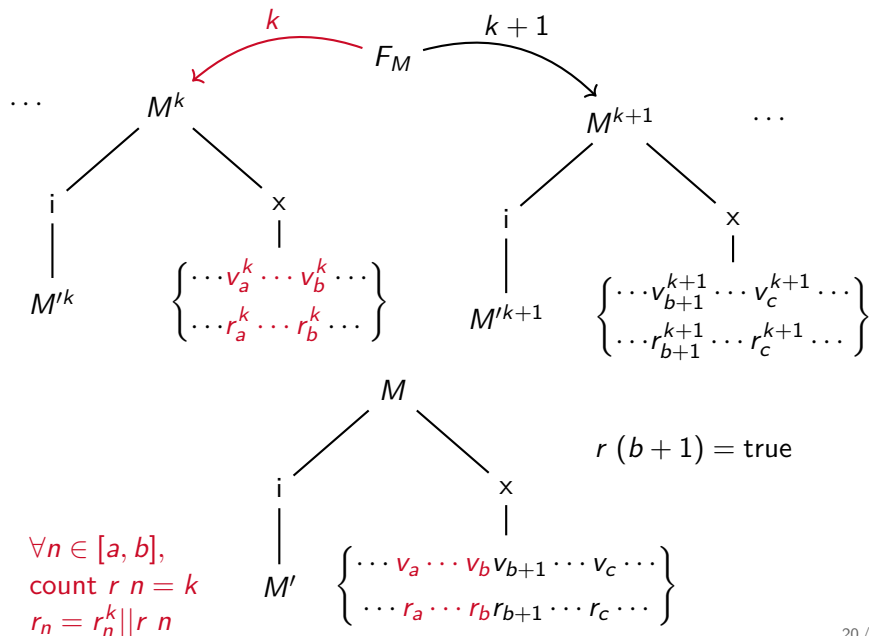 k
F_M
k + 1
⋯ M^k M^{k+1} ⋯
i x i x
M'^k {⋯ v_a^k ⋯ v_b^k ⋯ M'^{k+1} {⋯ v_{b+1}^{k+1} ⋯ v_c^{k+1} ⋯
⋯ r_a^k ⋯ r_b^k ⋯} ⋯ r_{b+1}^{k+1} ⋯ r_c^{k+1} ⋯}
M
r (b + 1) = true
i x
∀n ∈ [a, b],
count r n = k
r_n = r_n^k || r n
M' {⋯ v_a ⋯ v_b v_{b+1} ⋯ v_c ⋯
⋯ r_a ⋯ r_b r_{b+1} ⋯ r_c ⋯}
20 /